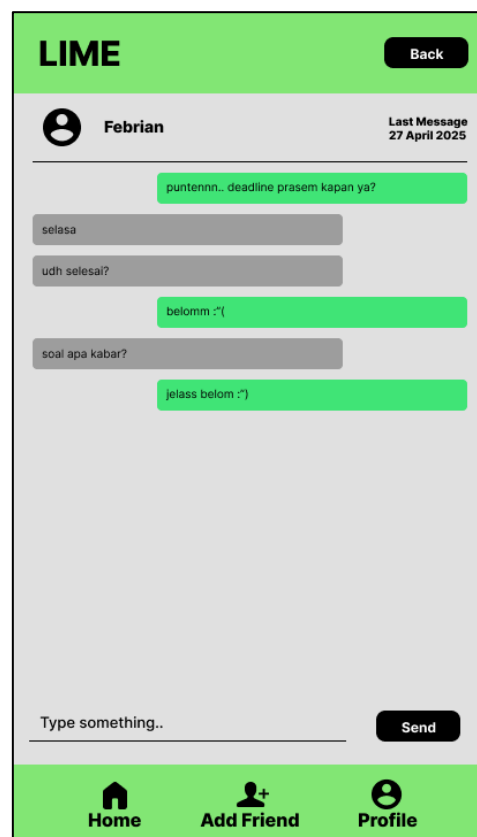 LIME
Back
Febrian
Last Message
27 April 2025
puntennn.. deadline prasem kapan ya?
selasa
udh selesai?
belomm :"(
soal apa kabar?
jelass belom :")
Type something..
Send
Home
Add Friend
Profile